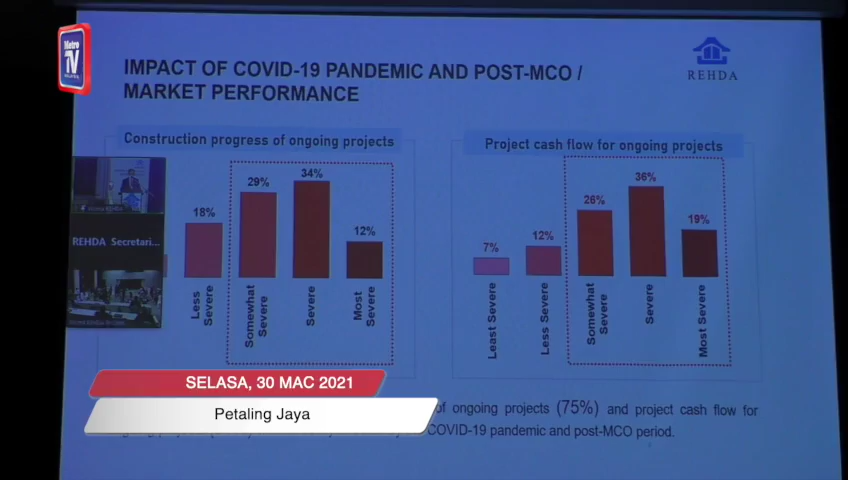 Metro
TV
REHDA
IMPACT OF COVID-19 PANDEMIC AND POST-MCO /
MARKET PERFORMANCE
Construction progress of ongoing projects
18%
29%
34%
12%
Less Severe
Somewhat Severe
Severe
Most Severe
Project cash flow for ongoing projects
7%
12%
26%
36%
19%
Least Severe
Less Severe
Somewhat Severe
Severe
Most Severe
REHDA Secretari...
SELASA, 30 MAC 2021
Petaling Jaya
of ongoing projects (75%) and project cash flow for
COVID-19 pandemic and post-MCO period.